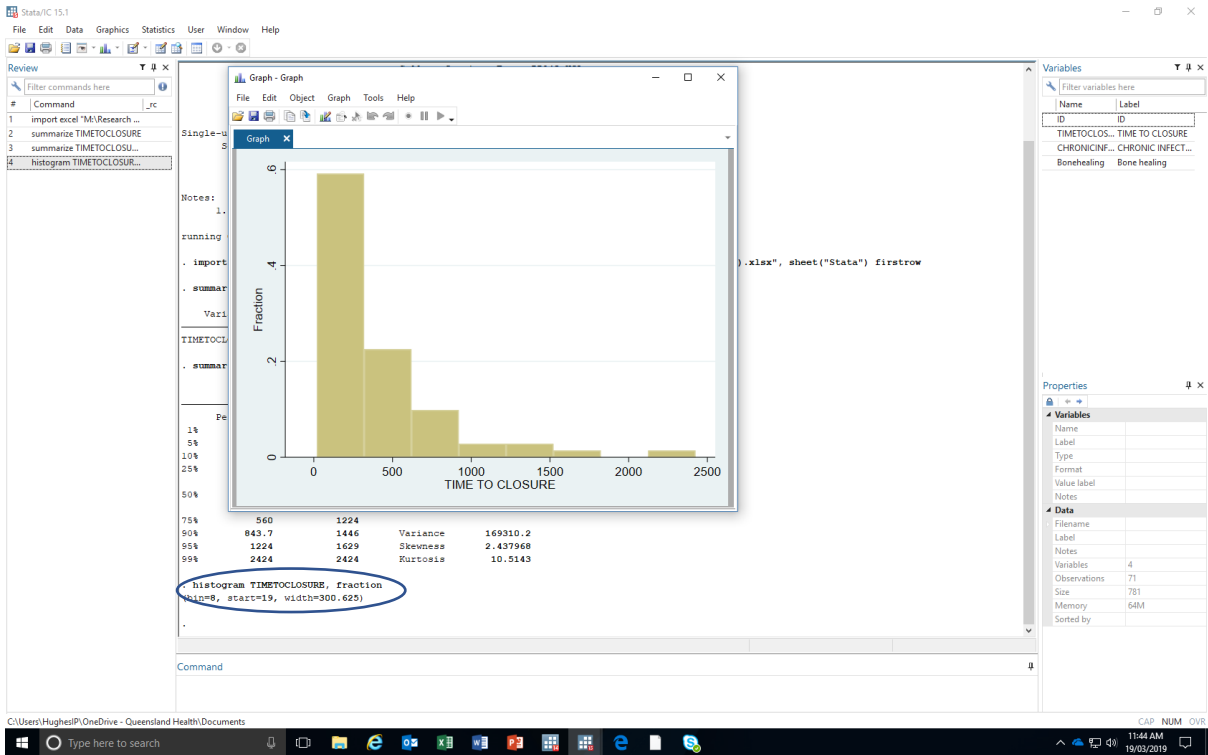 Stata/IC 15.1
File Edit Data Graphics Statistics User Window Help
Review
Filter commands here
# Command _rc
1 import excel "M:\Research ...
2 summarize TIMETOCLOSURE
3 summarize TIMETOCLOSU...
4 histogram TIMETOCLOSUR...
Single-u
S
Notes:
1.
running
. import
).xlsx", sheet("Stata") firstrow
. summar
Vari
TIMETOCL
. summar
Pe
1%
5%
10%
25%
50%
75% 560 1224
90% 843.7 1446 Variance 169310.2
95% 1224 1629 Skewness 2.437968
99% 2424 2424 Kurtosis 10.5143
. histogram TIMETOCLOSURE, fraction
(bin=8, start=19, width=300.625)
.
Graph - Graph
File Edit Object Graph Tools Help
Graph
Fraction
.6
.4
.2
0
0 500 1000 1500 2000 2500
TIME TO CLOSURE
Command
Variables
Filter variables here
Name Label
ID ID
TIMETOCLOS... TIME TO CLOSURE
CHRONICINF... CHRONIC INFECT...
Bonehealing Bone healing
Properties
Variables
Name
Label
Type
Format
Value label
Notes
Data
Filename
Label
Notes
Variables 4
Observations 71
Size 781
Memory 64M
Sorted by
C:\Users\HughesIP\OneDrive - Queensland Health\Documents
CAP NUM OVR
Type here to search
11:44 AM
19/03/2019